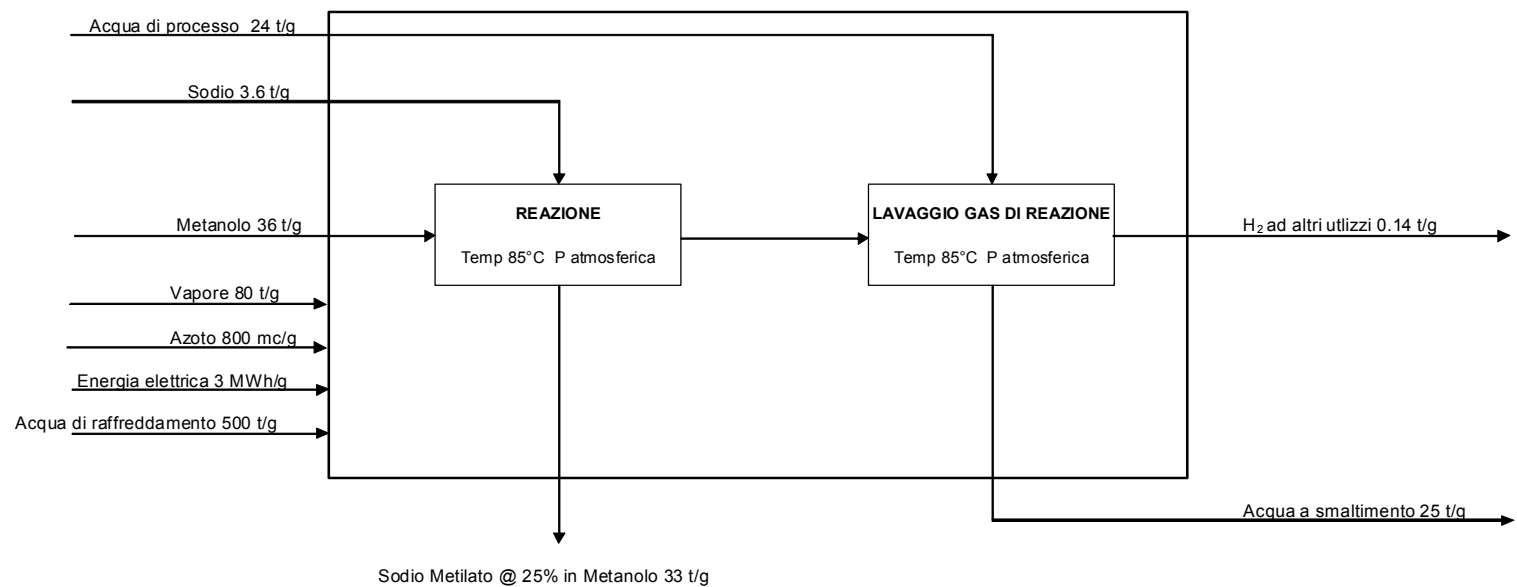 Acqua di processo 24 t/g
Sodio 3.6 t/g
REAZIONE
Temp 85°C P atmosferica
LAVAGGIO GAS DI REAZIONE
Temp 85°C P atmosferica
Metanolo 36 t/g
H₂ ad altri utlizzi 0.14 t/g
Vapore 80 t/g
Azoto 800 mc/g
Energia elettrica 3 MWh/g
Acqua di raffreddamento 500 t/g
Acqua a smaltimento 25 t/g
Sodio Metilato @ 25% in Metanolo 33 t/g